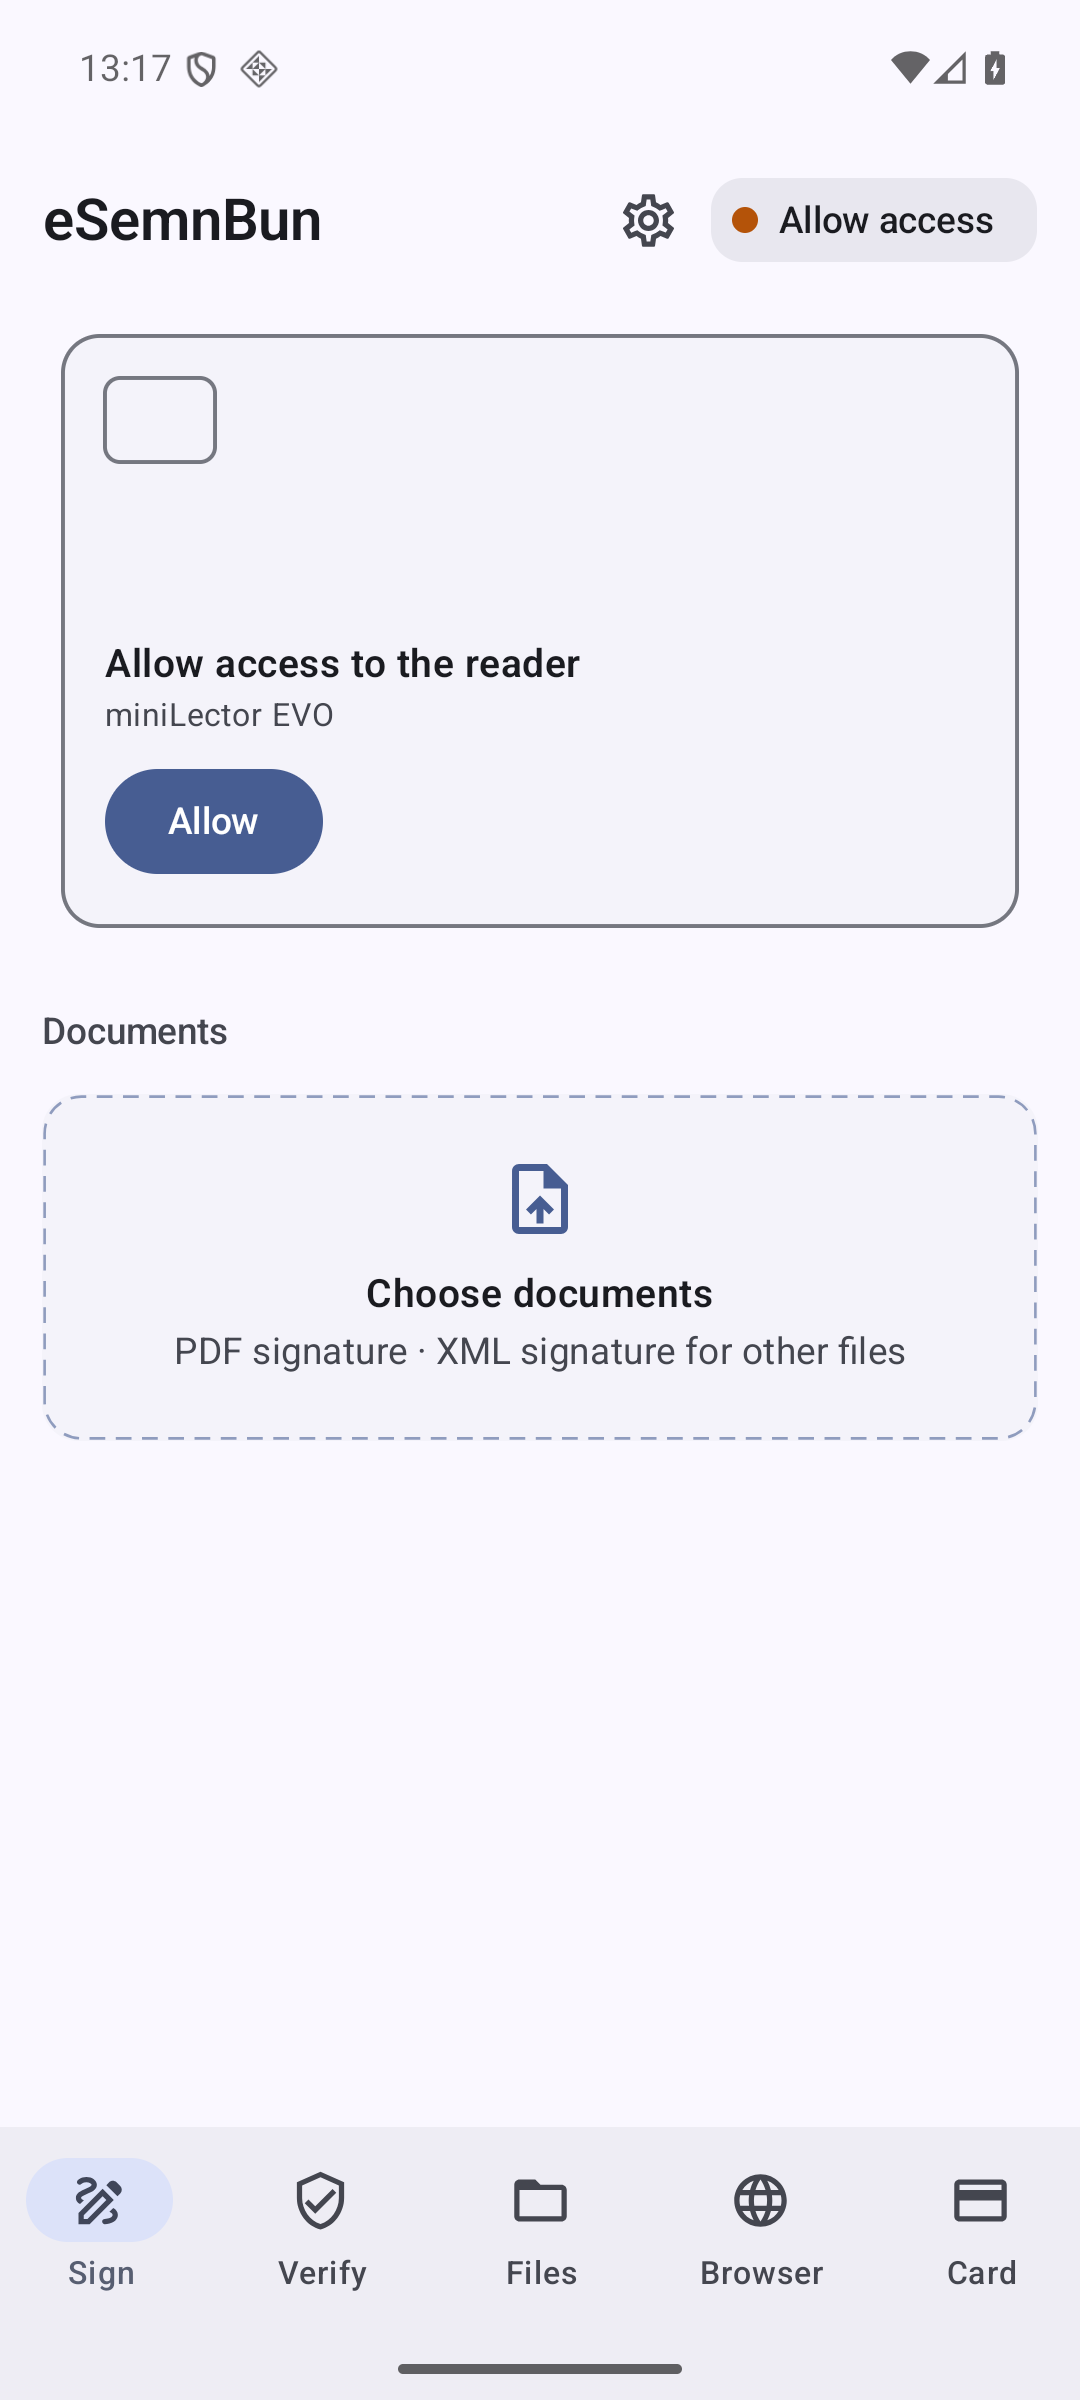 13:17
eSemnBun
Allow access
Allow access to the reader
miniLector EVO
Allow
Documents
Choose documents
PDF signature · XML signature for other files
Sign
Verify
Files
Browser
Card